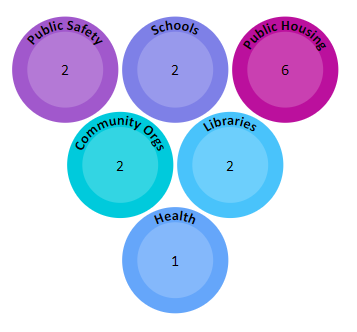 Public Safety
2
Schools
2
Public Housing
6
Community Orgs
2
Libraries
2
Health
1